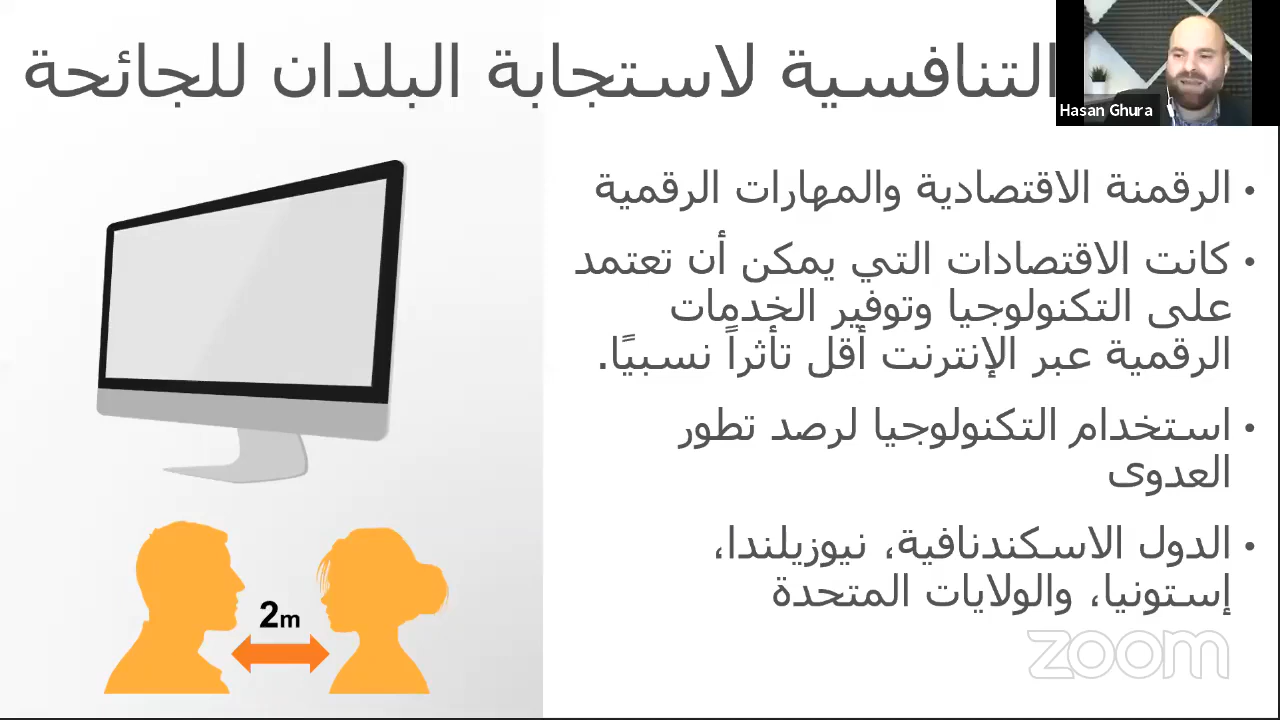 التنافسية لاستجابة البلدان للجائحة
Hasan Ghura
• الرقمنة الاقتصادية والمهارات الرقمية
• كانت الاقتصادات التي يمكن أن تعتمد
على التكنولوجيا وتوفير الخدمات
الرقمية عبر الإنترنت أقل تأثراً نسبيًا.
• استخدام التكنولوجيا لرصد تطور
العدوى
• الدول الاسكندنافية، نيوزيلندا،
إستونيا، والولايات المتحدة
2m
zoom